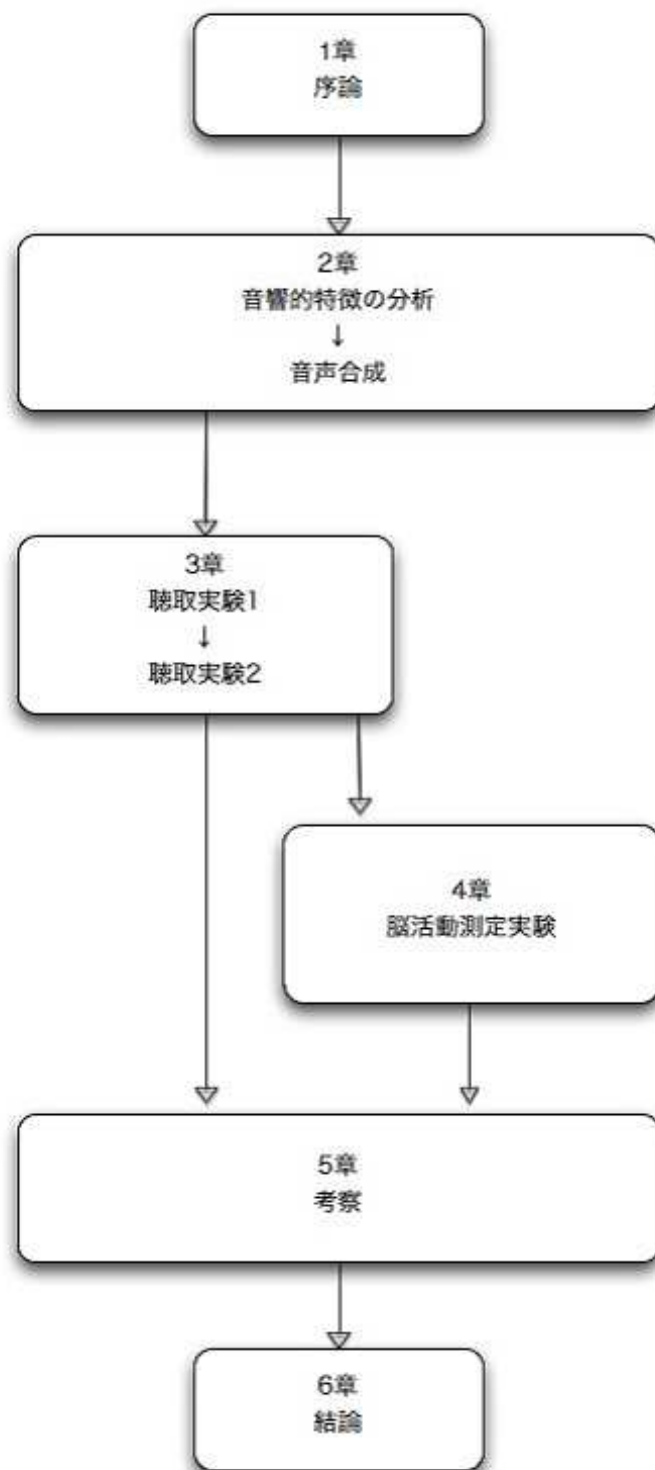 1章
序論
2章
音響的特徴の分析
↓
音声合成
3章
聴取実験1
↓
聴取実験2
4章
脳活動測定実験
5章
考察
6章
結論